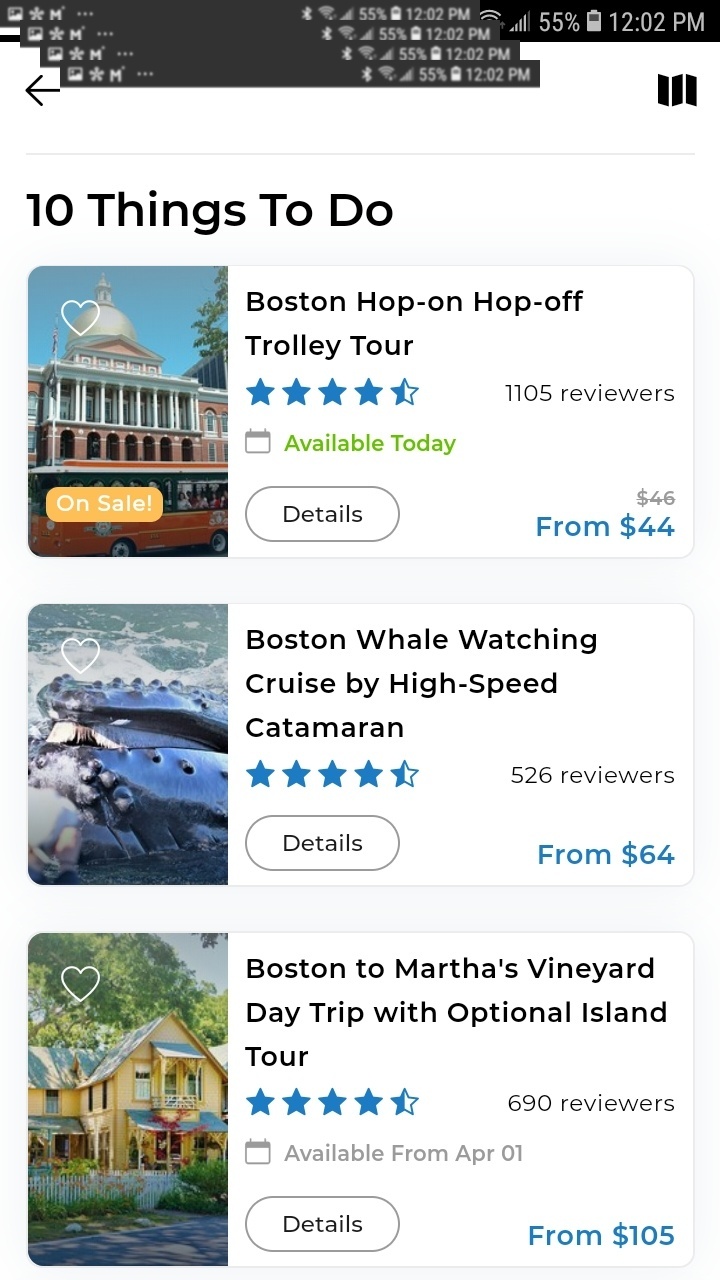 M ... 55% 12:02 PM
55% 12:02 PM
M ... 55% 12:02 PM
M ... 55% 12:02 PM
M ... 55% 12:02 PM
10 Things To Do
Boston Hop-on Hop-off
Trolley Tour
1105 reviewers
Available Today
On Sale!
Details
$46
From $44
Boston Whale Watching
Cruise by High-Speed
Catamaran
526 reviewers
Details
From $64
Boston to Martha's Vineyard
Day Trip with Optional Island
Tour
690 reviewers
Available From Apr 01
Details
From $105